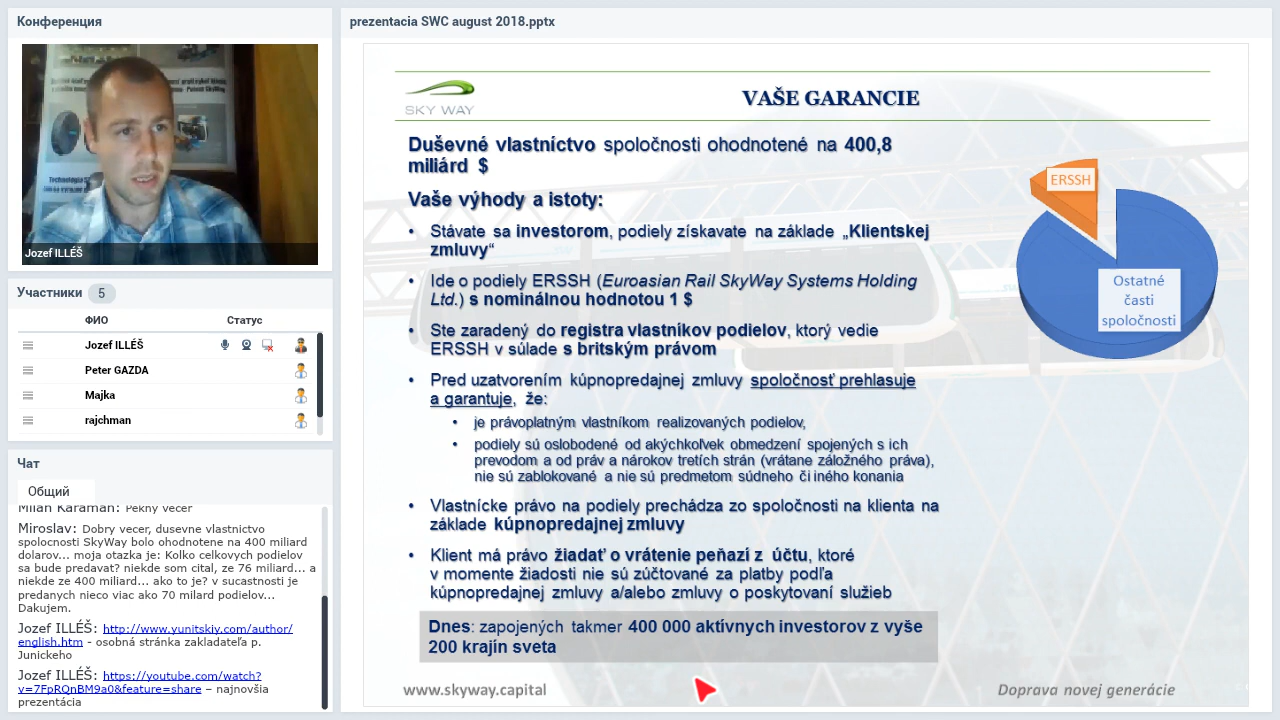 Конференция
Jozef ILLÉŠ
Участники 5
ФИО Статус
Jozef ILLÉŠ
Peter GAZDA
Majka
rajchman
Чат
Общий
Milan Karaman: Pekny vecer
Miroslav: Dobry vecer, dusevne vlastnictvo
spolocnosti SkyWay bolo ohodnotene na 400 miliard
dolarov... moja otazka je: Kolko celkovych podielov
sa bude predavat? niekde som cital, ze 76 miliard... a
niekde ze 400 miliard... ako to je? v sucastnosti je
predanych nieco viac ako 70 milard podielov...
Dakujem.
Jozef ILLÉŠ: http://www.yunitskiy.com/author/
english.htm - osobná stránka zakladateľa p.
Junickeho
Jozef ILLÉŠ: https://youtube.com/watch?
v=7FpRQnBM9a0&feature=share – najnovšia
prezentácia
prezentacia SWC august 2018.pptx
SKY WAY
VAŠE GARANCIE
Duševné vlastníctvo spoločnosti ohodnotené na 400,8
miliárd $
Vaše výhody a istoty:
• Stávate sa investorom, podiely získavate na základe „Klientskej
zmluvy“
• Ide o podiely ERSSH (Euroasian Rail SkyWay Systems Holding
Ltd.) s nominálnou hodnotou 1 $
• Ste zaradený do registra vlastníkov podielov, ktorý vedie
ERSSH v súlade s britským právom
• Pred uzatvorením kúpnopredajnej zmluvy spoločnosť prehlasuje
a garantuje, že:
• je právoplatným vlastníkom realizovaných podielov,
• podiely sú oslobodené od akýchkoľvek obmedzení spojených s ich
prevodom a od práv a nárokov tretích strán (vrátane záložného práva),
nie sú zablokované a nie sú predmetom súdneho či iného konania
• Vlastnícke právo na podiely prechádza zo spoločnosti na klienta na
základe kúpnopredajnej zmluvy
• Klient má právo žiadať o vrátenie peňazí z účtu, ktoré
v momente žiadosti nie sú zúčtované za platby podľa
kúpnopredajnej zmluvy a/alebo zmluvy o poskytovaní služieb
Dnes: zapojených takmer 400 000 aktívnych investorov z vyše
200 krajín sveta
ERSSH
Ostatné
časti
spoločnosti
www.skyway.capital
Doprava novej generácie